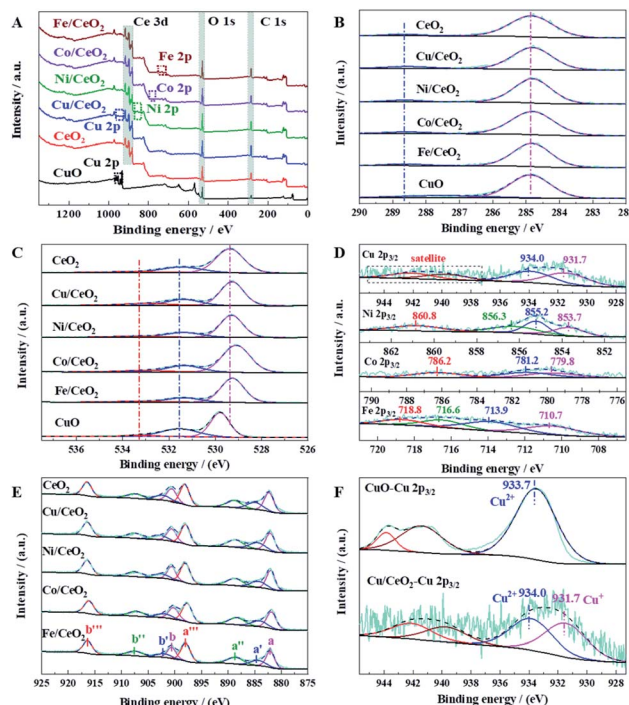 A
Ce 3d
O 1s
C 1s
Fe/CeO2
Co/CeO2
Fe 2p
Ni/CeO2
Co 2p
Cu/CeO2
Ni 2p
Cu 2p
CeO2
Cu 2p
CuO
Intensity / a.u.
1200 900 600 300 0
Binding energy / (eV)
B
CeO2
Cu/CeO2
Ni/CeO2
Co/CeO2
Fe/CeO2
CuO
Intensity / (a.u.)
290 289 288 287 286 285 284 283 28
Binding energy / (eV)
C
CeO2
Cu/CeO2
Ni/CeO2
Co/CeO2
Fe/CeO2
CuO
Intensity / (a.u.)
536 534 532 530 528 526
Binding energy / (eV)
D
Cu 2p3/2
satellite
934.0
931.7
944 942 940 938 936 934 932 930 928
Ni 2p3/2
860.8
856.3
855.2
853.7
862 860 858 856 854 852
Co 2p3/2
786.2
781.2
779.8
790 788 786 784 782 780 778 776
Fe 2p3/2
718.8
716.6
713.9
710.7
720 718 716 714 712 710 708 706
Intensity / (a.u.)
Binding energy / (eV)
E
CeO2
Cu/CeO2
Ni/CeO2
Co/CeO2
Fe/CeO2
b''' b'' b' b a''' a'' a' a
Intensity / (a.u.)
925 920 915 910 905 900 895 890 885 880 875
Binding energy / (eV)
F
CuO-Cu 2p3/2
933.7
Cu2+
Cu/CeO2-Cu 2p3/2
Cu2+ 934.0
931.7 Cu+
Intensity / (a.u.)
944 942 940 938 936 934 932 930 928
Binding energy / (eV)